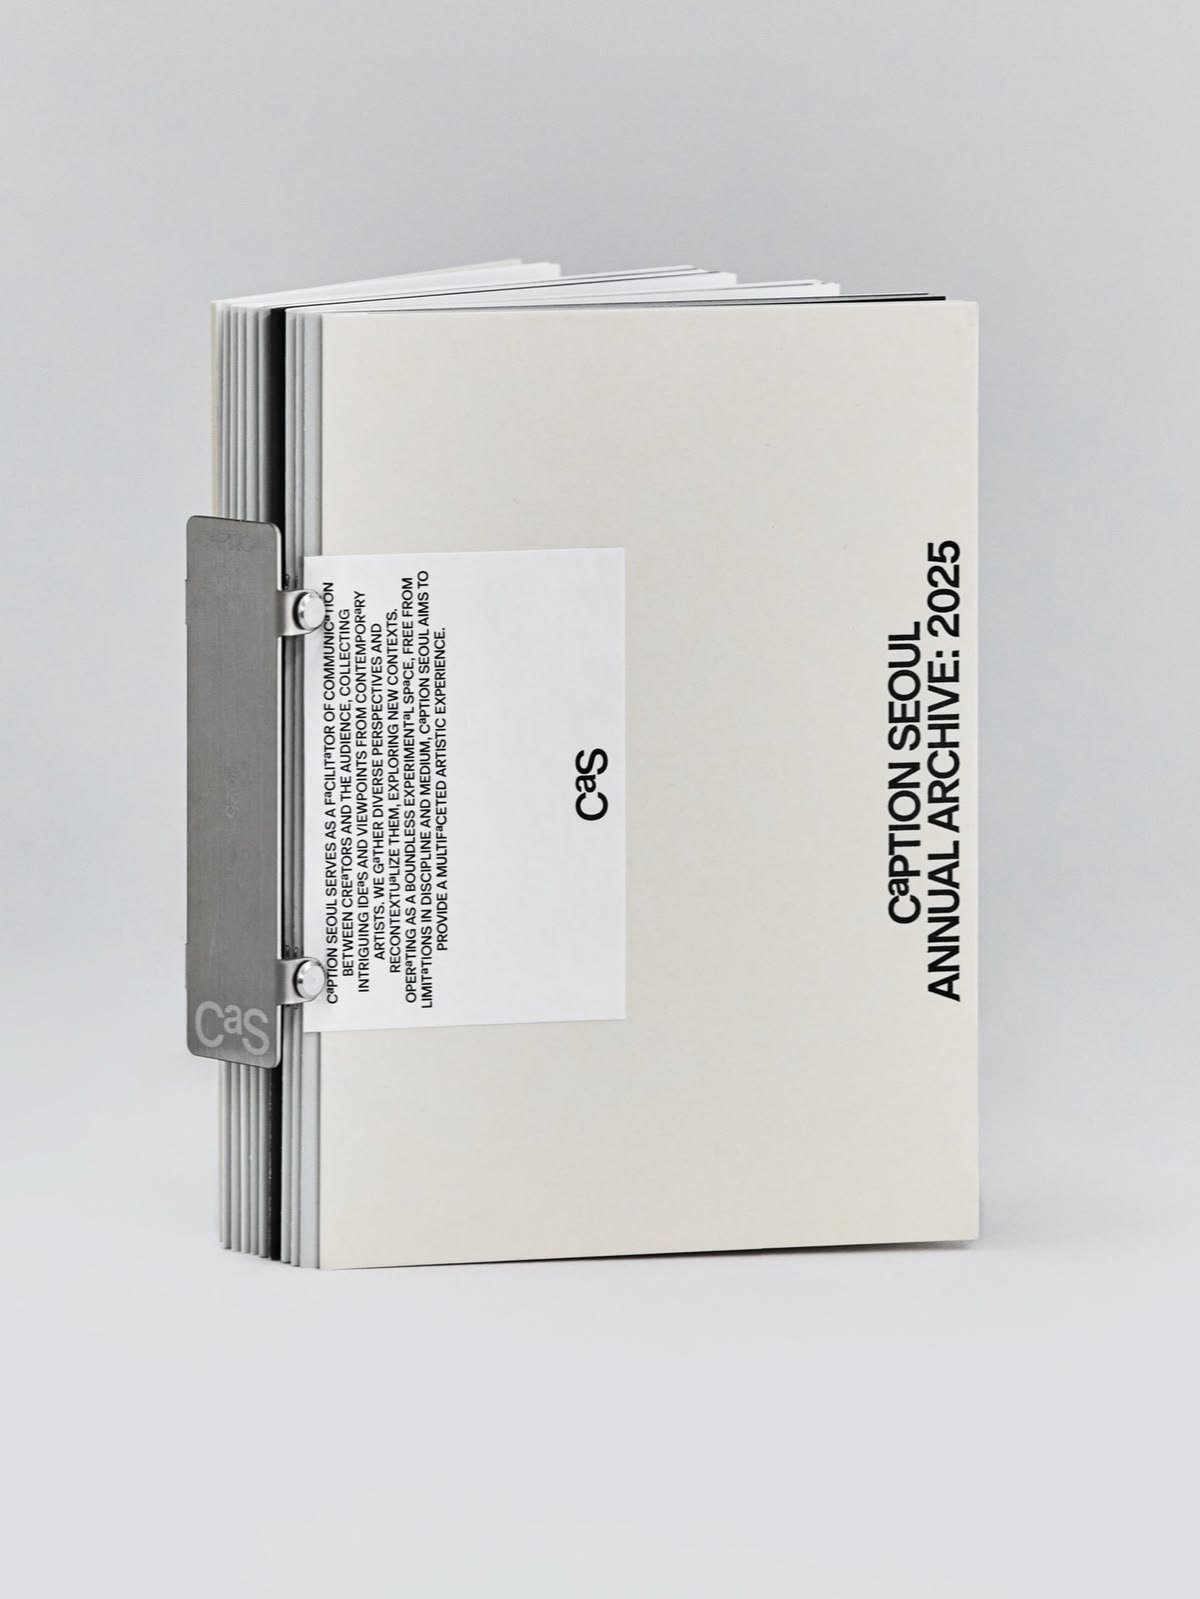 CaS
CaPTION SEOUL SERVES AS A FaCILITaTOR OF COMMUNICaTION
BETWEEN CREaTORS AND THE AUDIENCE, COLLECTING
INTRIGUING IDEaS AND VIEWPOINTS FROM CONTEMPORaRY
ARTISTS. WE GaTHER DIVERSE PERSPECTIVES AND
RECONTEXTUaLIZE THEM, EXPLORING NEW CONTEXTS.
OPERaTING AS A BOUNDLESS EXPERIMENTaL SPaCE, FREE FROM
LIMITaTIONS IN DISCIPLINE AND MEDIUM, CaPTION SEOUL AIMS TO
PROVIDE A MULTIFaCETED ARTISTIC EXPERIENCE.
CaS
CaPTION SEOUL
ANNUAL ARCHIVE: 2025